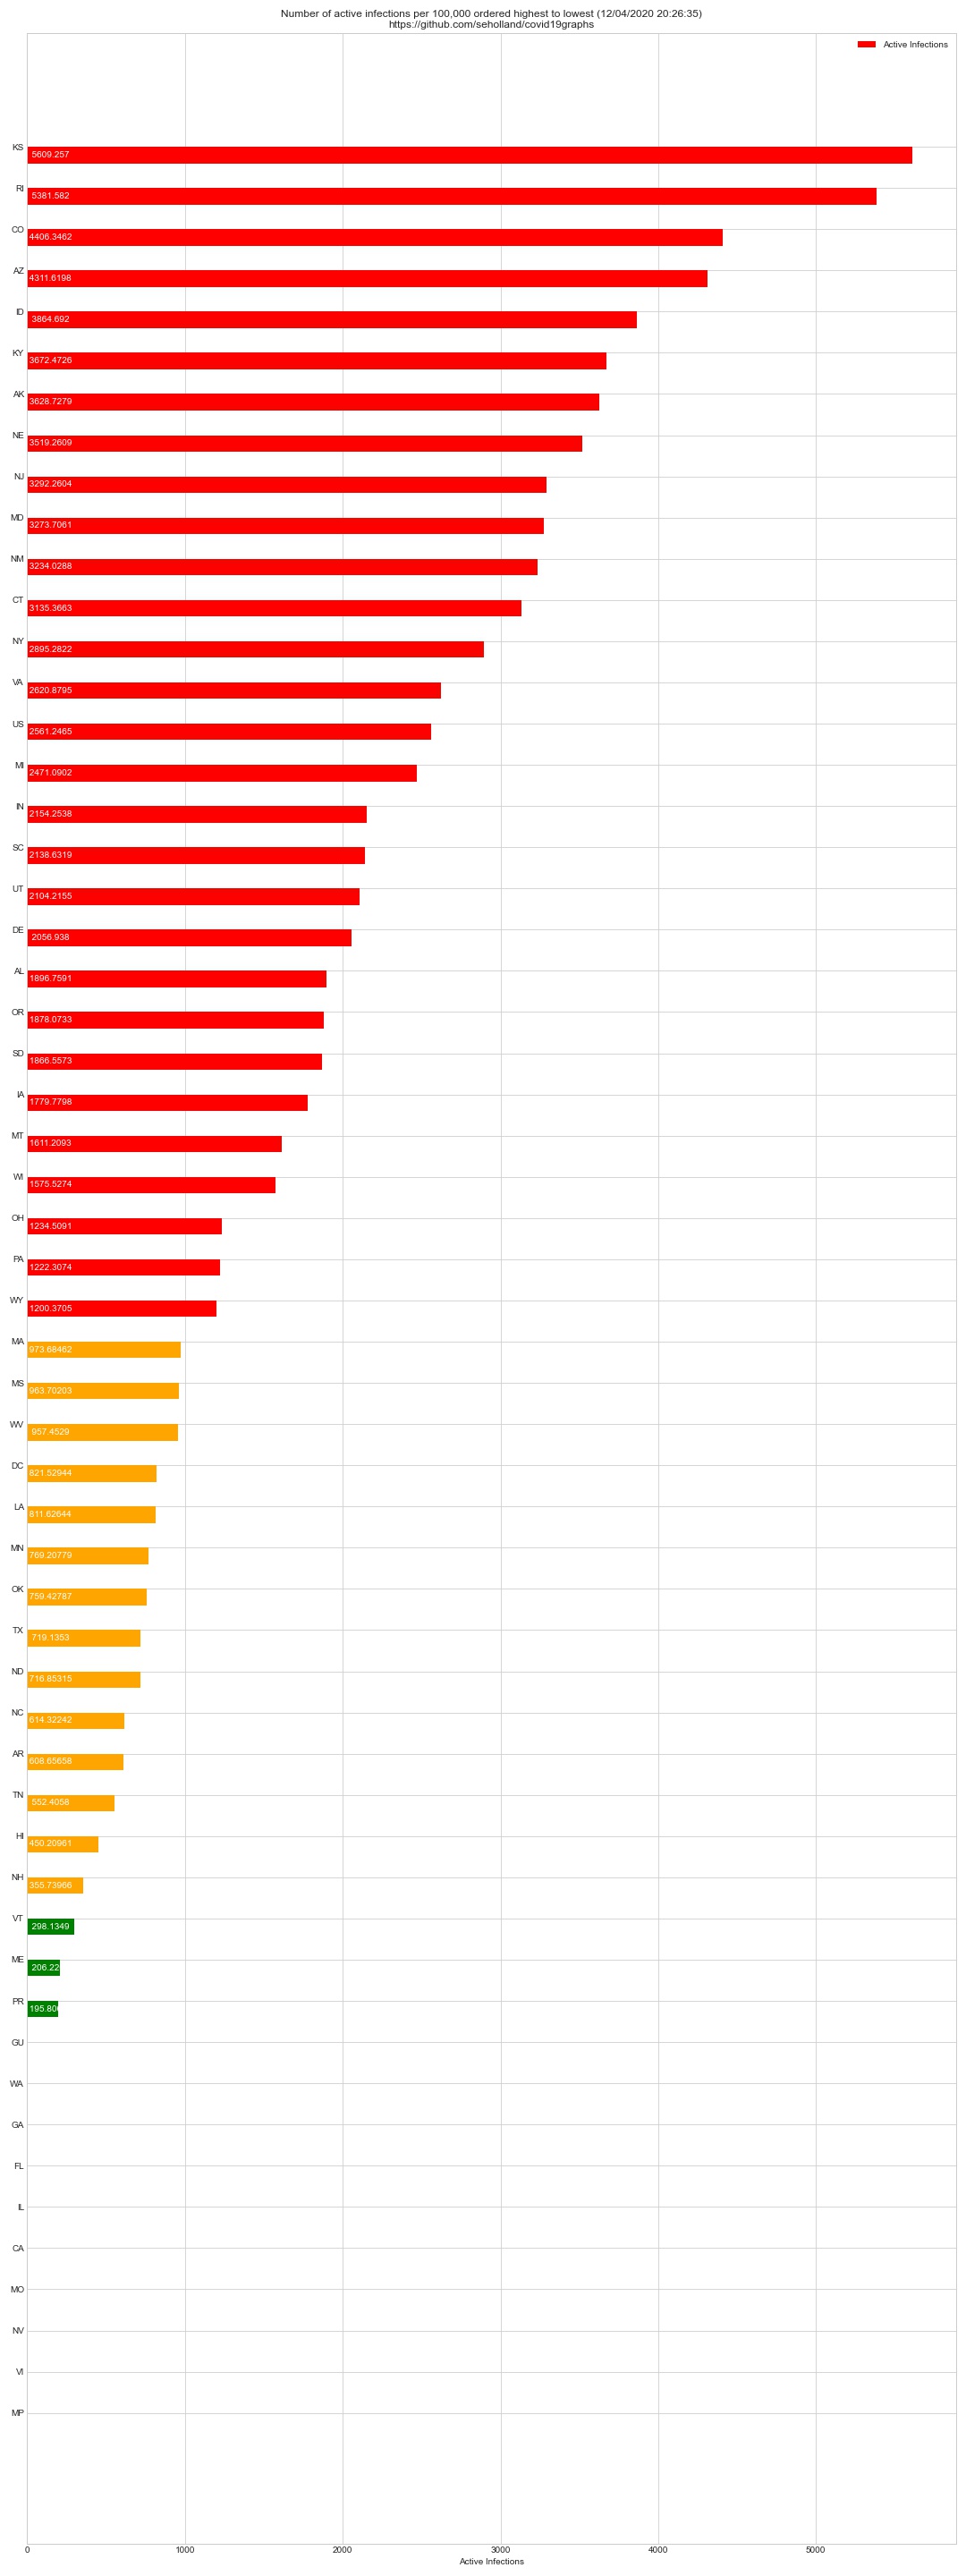 Number of active infections per 100,000 ordered highest to lowest (12/04/2020 20:26:35)
https://github.com/seholland/covid19graphs
Active Infections
KS 5609.257
RI 5381.582
CO 4406.3462
AZ 4311.6198
ID 3864.692
KY 3672.4726
AK 3628.7279
NE 3519.2609
NJ 3292.2604
MD 3273.7061
NM 3234.0288
CT 3135.3663
NY 2895.2822
VA 2620.8795
US 2561.2465
MI 2471.0902
IN 2154.2538
SC 2138.6319
UT 2104.2155
DE 2056.938
AL 1896.7591
OR 1878.0733
SD 1866.5573
IA 1779.7798
MT 1611.2093
WI 1575.5274
OH 1234.5091
PA 1222.3074
WY 1200.3705
MA 973.68462
MS 963.70203
WV 957.4529
DC 821.52944
LA 811.62644
MN 769.20779
OK 759.42787
TX 719.1353
ND 716.85315
NC 614.32242
AR 608.65658
TN 552.4058
HI 450.20961
NH 355.73966
VT 298.1349
ME 206.22
PR 195.80
GU
WA
GA
FL
IL
CA
MO
NV
VI
MP
0 1000 2000 3000 4000 5000
Active Infections